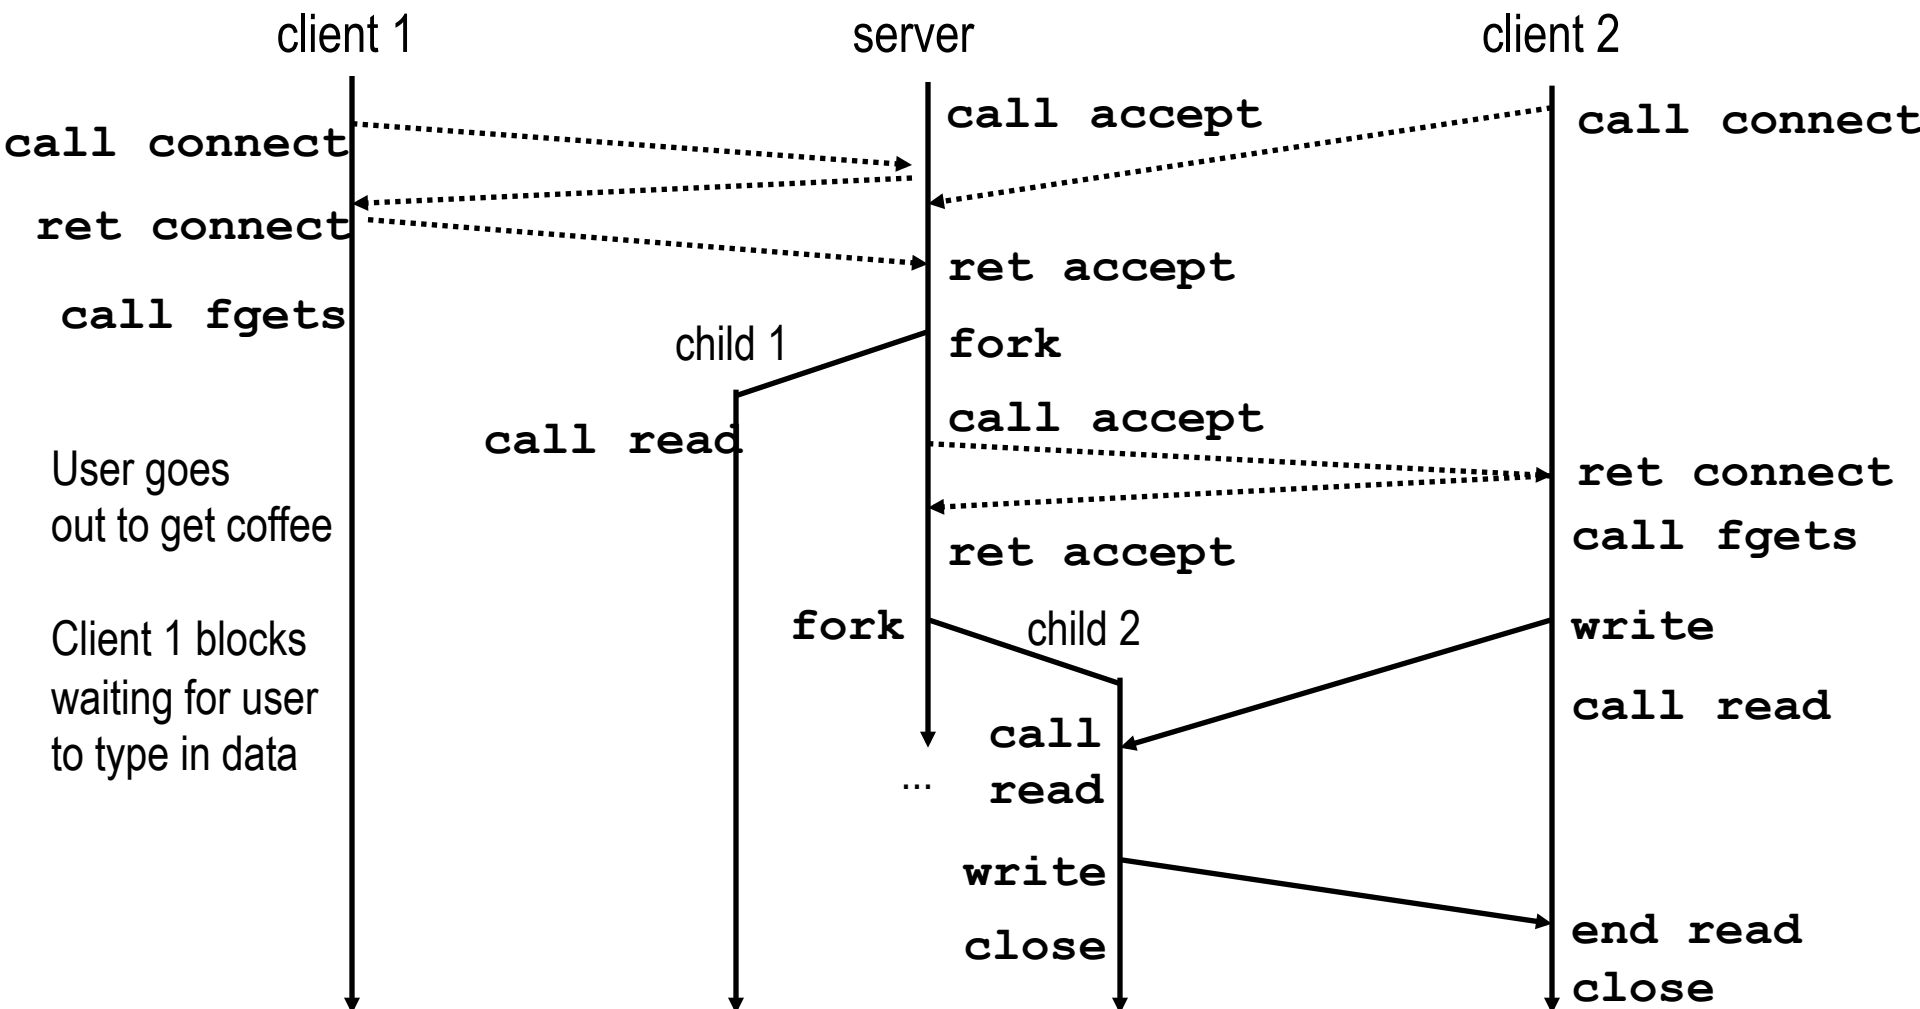 client 1
server
client 2
call accept
call connect
call connect
ret connect
ret accept
call fgets
child 1
fork
call accept
call read
User goes
out to get coffee
ret connect
call fgets
ret accept
fork
child 2
write
Client 1 blocks
waiting for user
to type in data
call read
call
read
...
write
close
end read
close